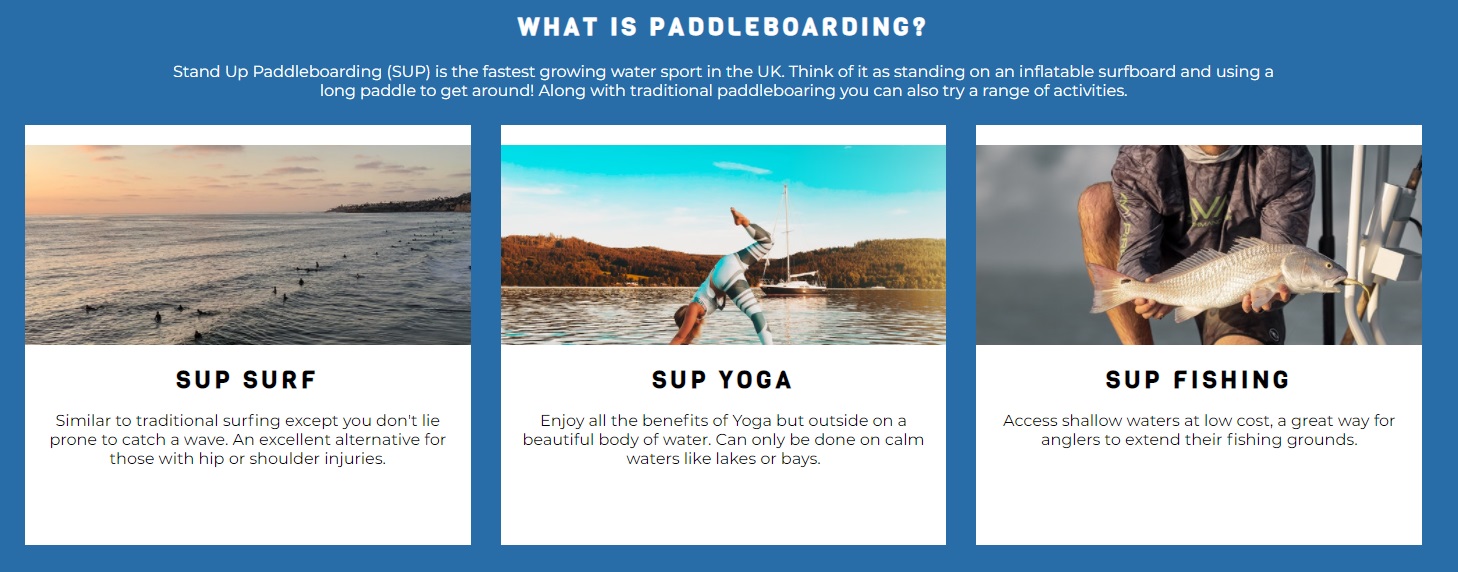 WHAT IS PADDLEBOARDING?
Stand Up Paddleboarding (SUP) is the fastest growing water sport in the UK. Think of it as standing on an inflatable surfboard and using a
long paddle to get around! Along with traditional paddleboaring you can also try a range of activities.
SUP SURF
Similar to traditional surfing except you don't lie
prone to catch a wave. An excellent alternative for
those with hip or shoulder injuries.
SUP YOGA
Enjoy all the benefits of Yoga but outside on a
beautiful body of water. Can only be done on calm
waters like lakes or bays.
SUP FISHING
Access shallow waters at low cost, a great way for
anglers to extend their fishing grounds.